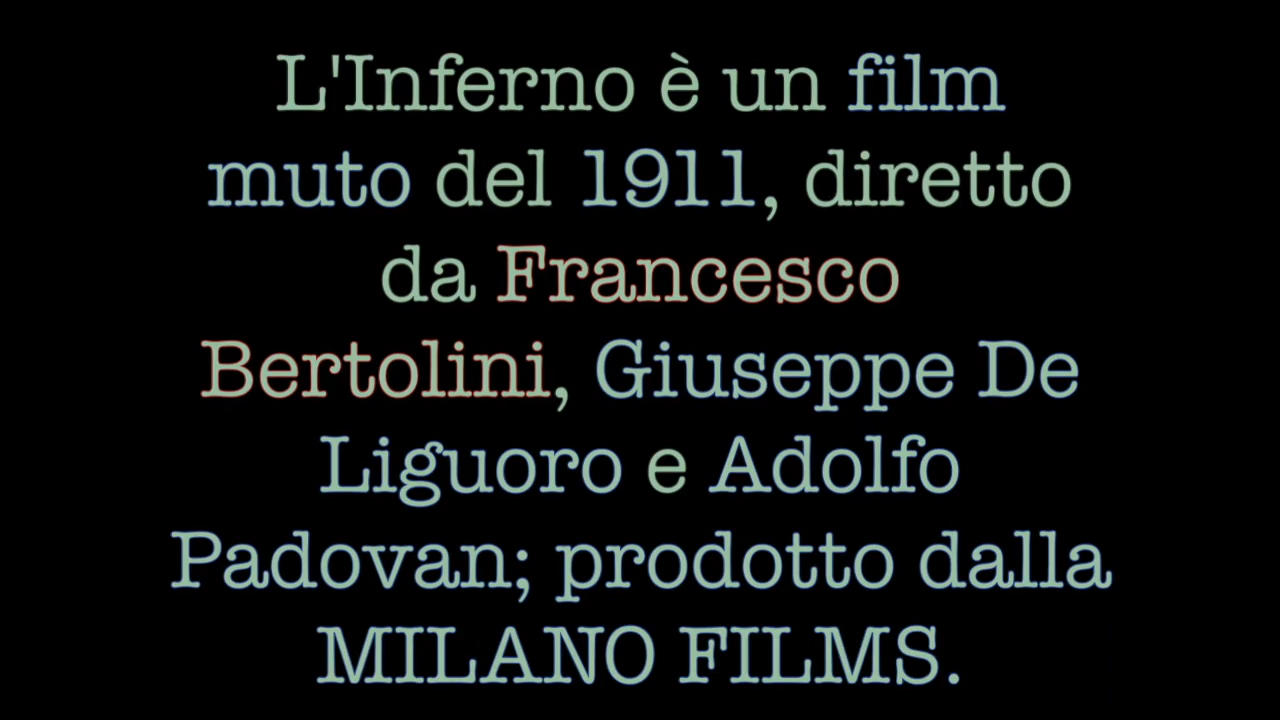 L'Inferno è un film
muto del 1911, diretto
da Francesco
Bertolini, Giuseppe De
Liguoro e Adolfo
Padovan; prodotto dalla
MILANO FILMS.